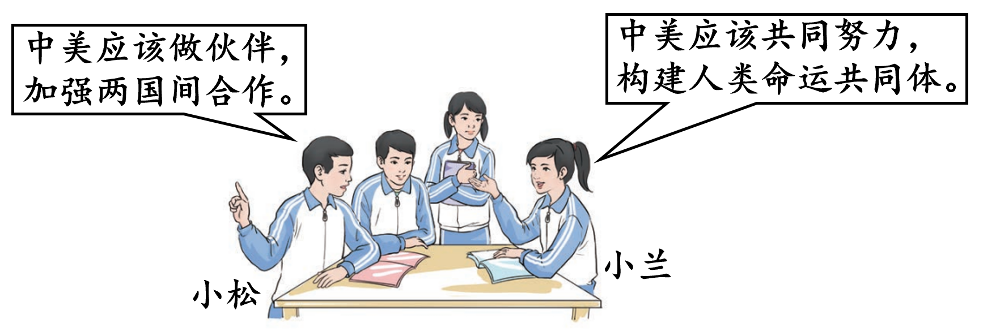 中美应该做伙伴，
加强两国间合作。
中美应该共同努力，
构建人类命运共同体。
小松
小兰